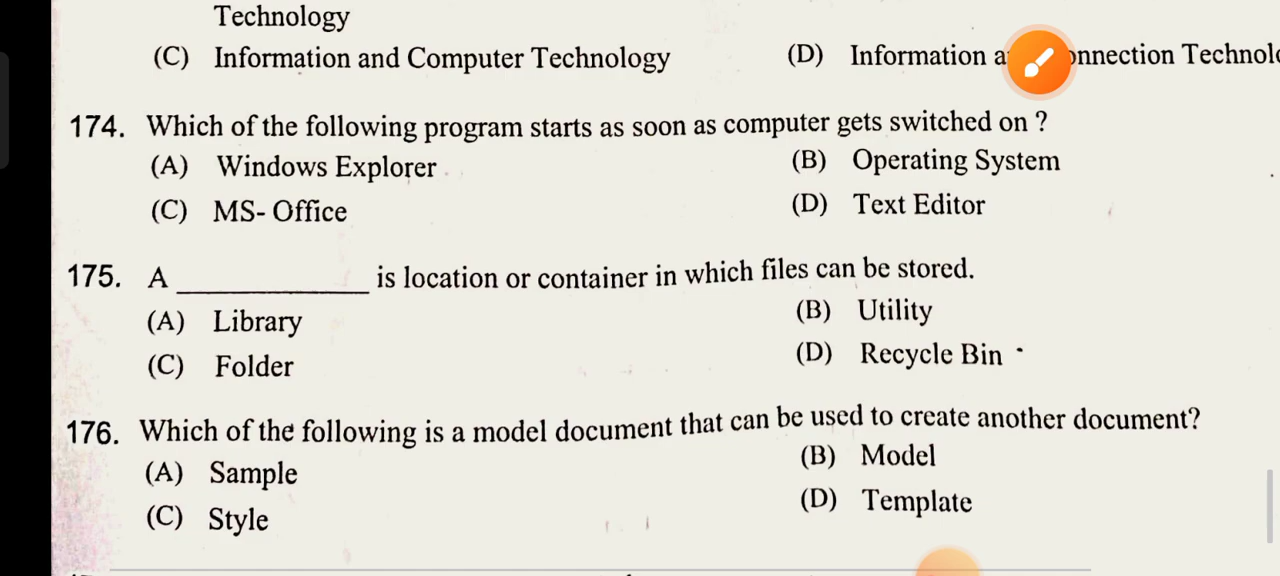 Technology
(C) Information and Computer Technology (D) Information a
174. Which of the following program starts as soon as computer gets switched on ?
(A) Windows Explorer (B) Operating System
(C) MS- Office (D) Text Editor
175. A ____________ is location or container in which files can be stored.
(A) Library (B) Utility
(C) Folder (D) Recycle Bin
176. Which of the following is a model document that can be used to create another document?
(A) Sample (B) Model
(C) Style (D) Template